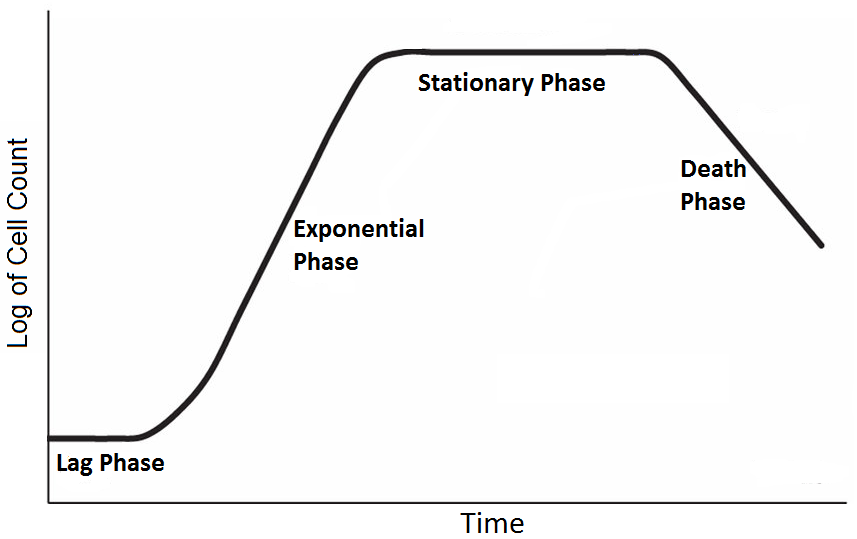 Log of Cell Count
Stationary Phase
Death
Phase
Exponential
Phase
Lag Phase
Time